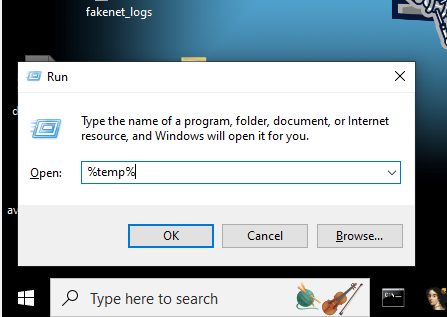 fakenet_logs
Run
Type the name of a program, folder, document, or Internet
resource, and Windows will open it for you.
Open:
%temp%
OK
Cancel
Browse...
Type here to search